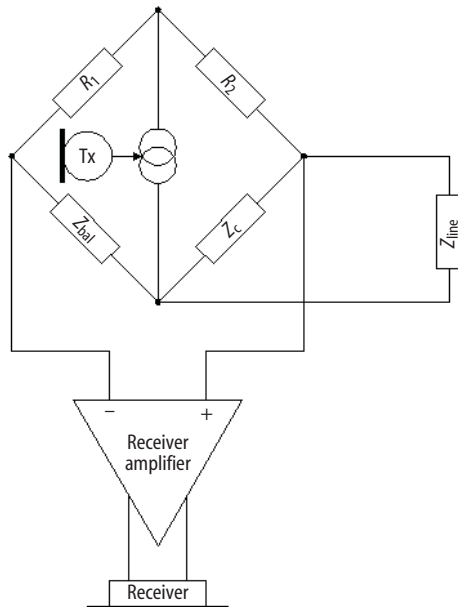 R1
R2
Tx
Zbal
Zc
Zline
− +
Receiver
amplifier
Receiver